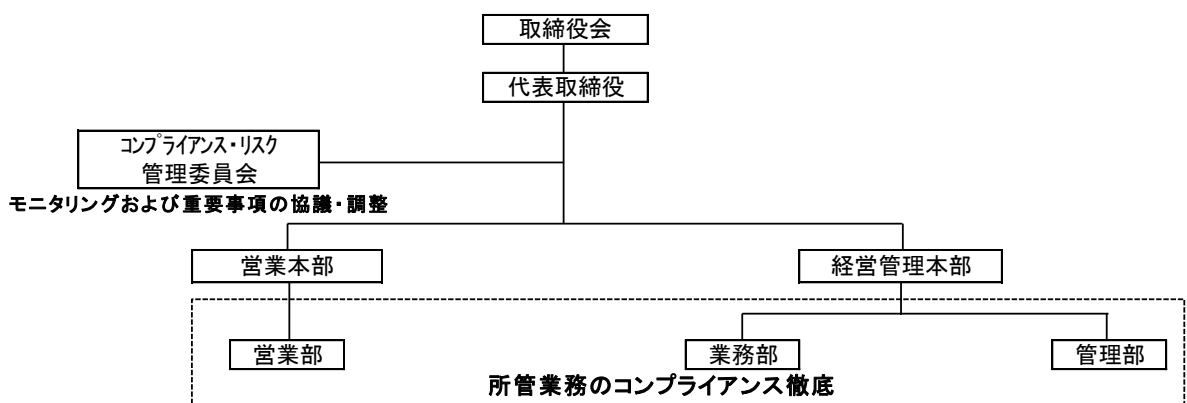 取締役会
代表取締役
コンプライアンス・リスク
管理委員会
モニタリングおよび重要事項の協議・調整
営業本部
経営管理本部
営業部
業務部
管理部
所管業務のコンプライアンス徹底